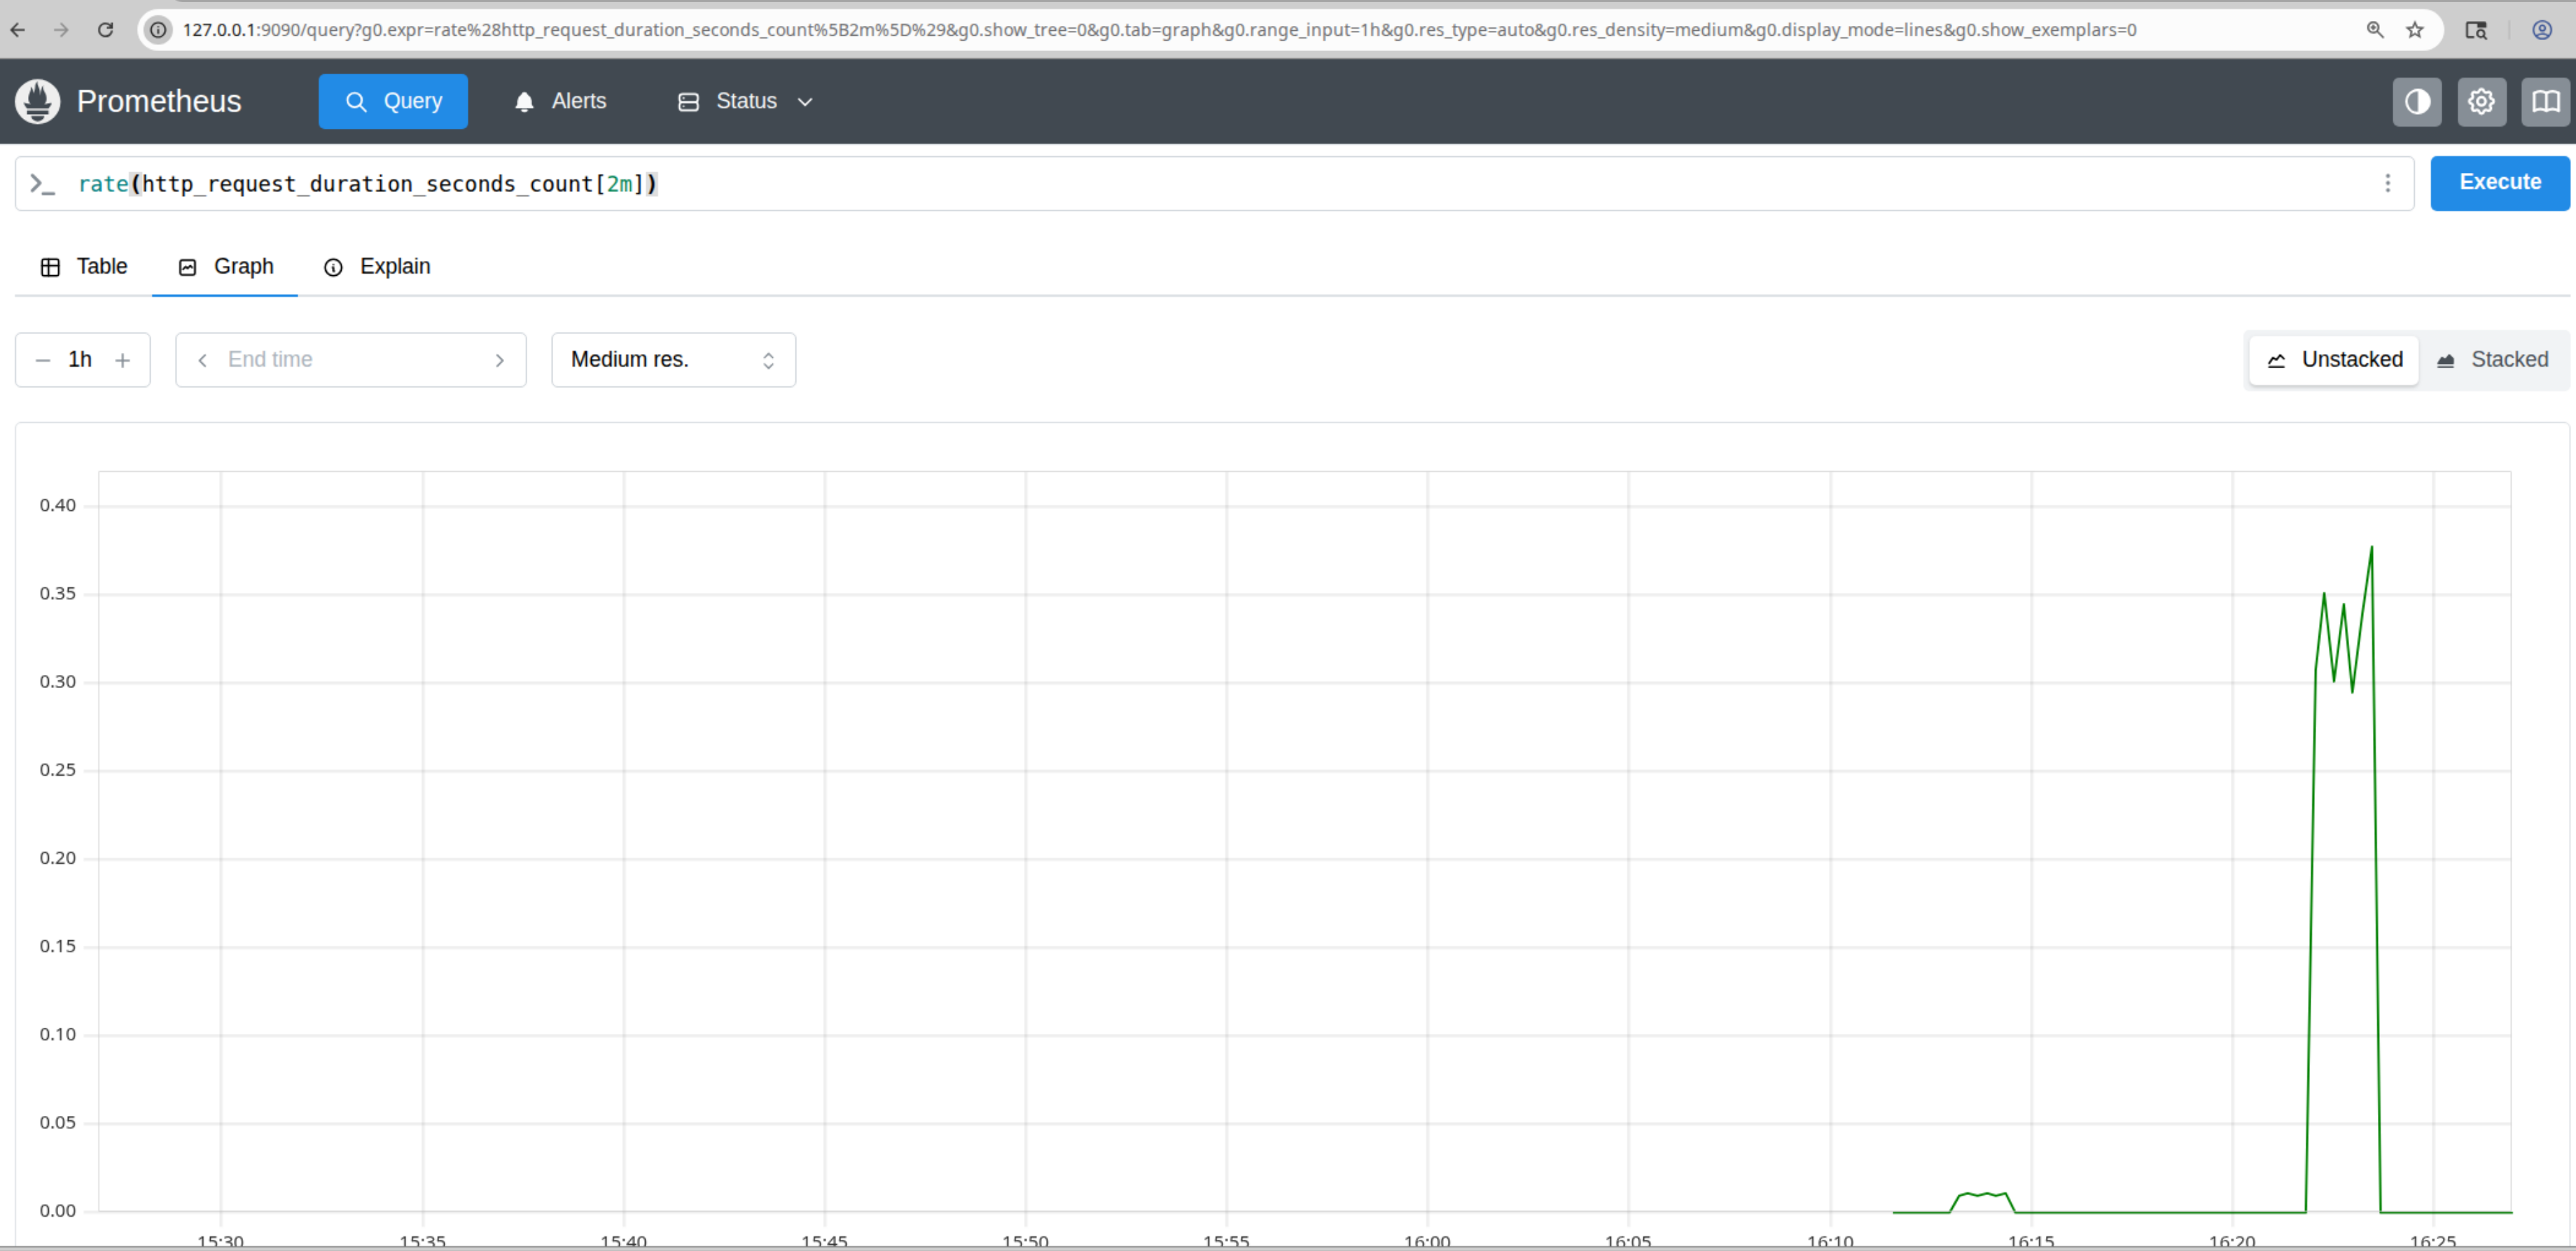 127.0.0.1:9090/query?g0.expr=rate%28http_request_duration_seconds_count%5B2m%5D%29&g0.show_tree=0&g0.tab=graph&g0.range_input=1h&g0.res_type=auto&g0.res_density=medium&g0.display_mode=lines&g0.show_exemplars=0
Prometheus Query Alerts Status
rate(http_request_duration_seconds_count[2m]) Execute
Table Graph Explain
1h End time Medium res. Unstacked Stacked
0.40
0.35
0.30
0.25
0.20
0.15
0.10
0.05
0.00
15:30 15:35 15:40 15:45 15:50 15:55 16:00 16:05 16:10 16:15 16:20 16:25